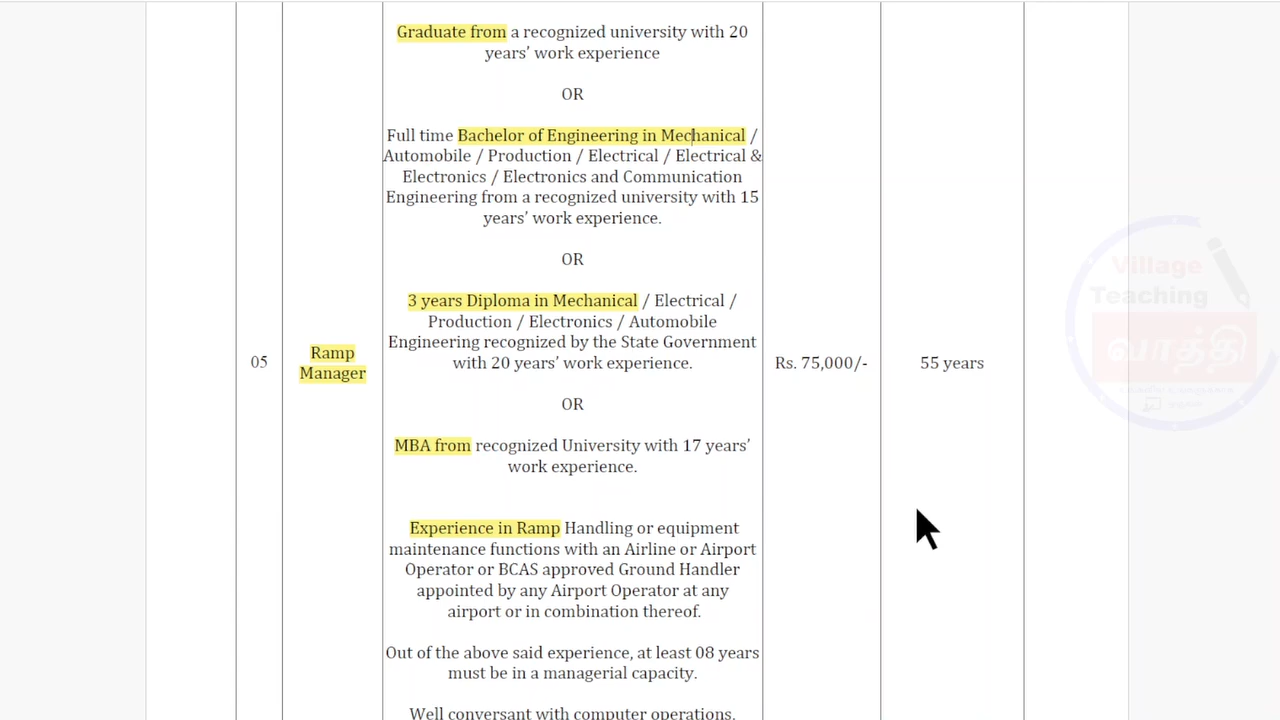 Graduate from a recognized university with 20
years’ work experience
OR
Full time Bachelor of Engineering in Mechanical /
Automobile / Production / Electrical / Electrical &
Electronics / Electronics and Communication
Engineering from a recognized university with 15
years’ work experience.
OR
3 years Diploma in Mechanical / Electrical /
Production / Electronics / Automobile
Engineering recognized by the State Government
with 20 years’ work experience.
05
Ramp
Manager
Rs. 75,000/-
55 years
OR
MBA from recognized University with 17 years’
work experience.
Experience in Ramp Handling or equipment
maintenance functions with an Airline or Airport
Operator or BCAS approved Ground Handler
appointed by any Airport Operator at any
airport or in combination thereof.
Out of the above said experience, at least 08 years
must be in a managerial capacity.
Well conversant with computer operations.
Village
Teaching
வாத்தி